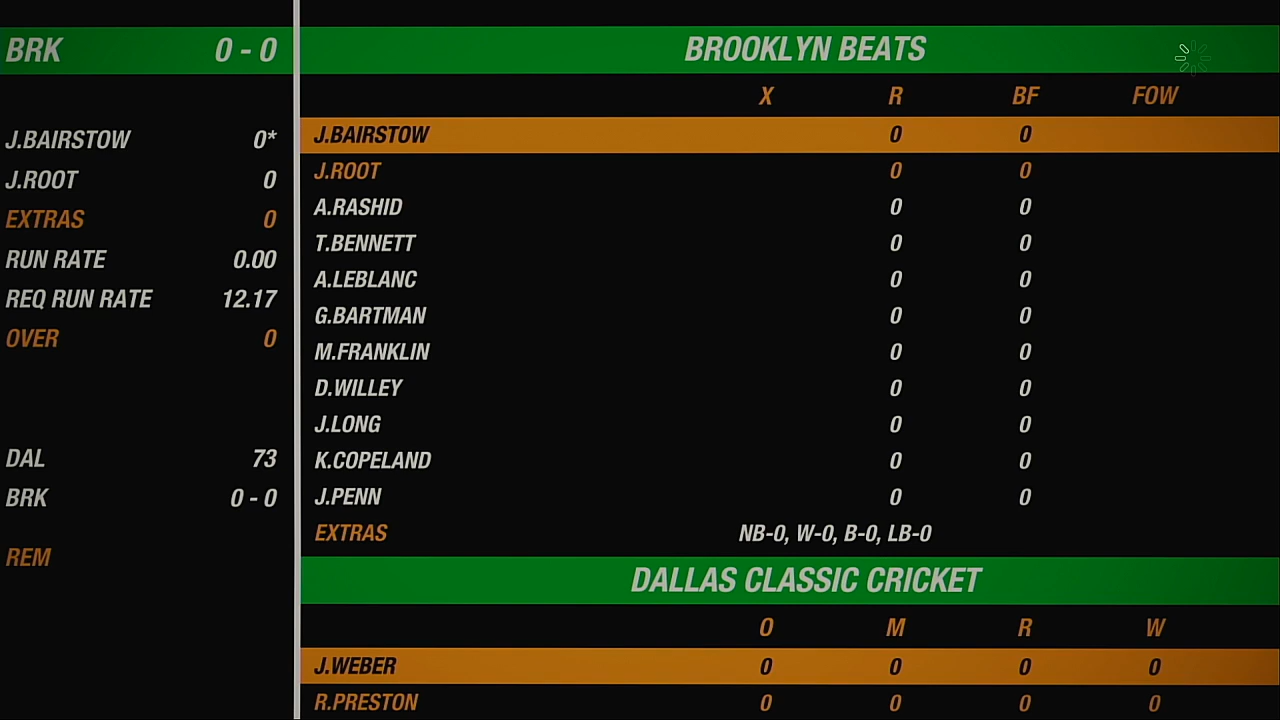 BRK 0 - 0
J.BAIRSTOW 0*
J.ROOT 0
EXTRAS 0
RUN RATE 0.00
REQ RUN RATE 12.17
OVER 0
DAL 73
BRK 0 - 0
REM
BROOKLYN BEATS
X R BF FOW
J.BAIRSTOW 0 0
J.ROOT 0 0
A.RASHID 0 0
T.BENNETT 0 0
A.LEBLANC 0 0
G.BARTMAN 0 0
M.FRANKLIN 0 0
D.WILLEY 0 0
J.LONG 0 0
K.COPELAND 0 0
J.PENN 0 0
EXTRAS NB-0, W-0, B-0, LB-0
DALLAS CLASSIC CRICKET
O M R W
J.WEBER 0 0 0 0
R.PRESTON 0 0 0 0